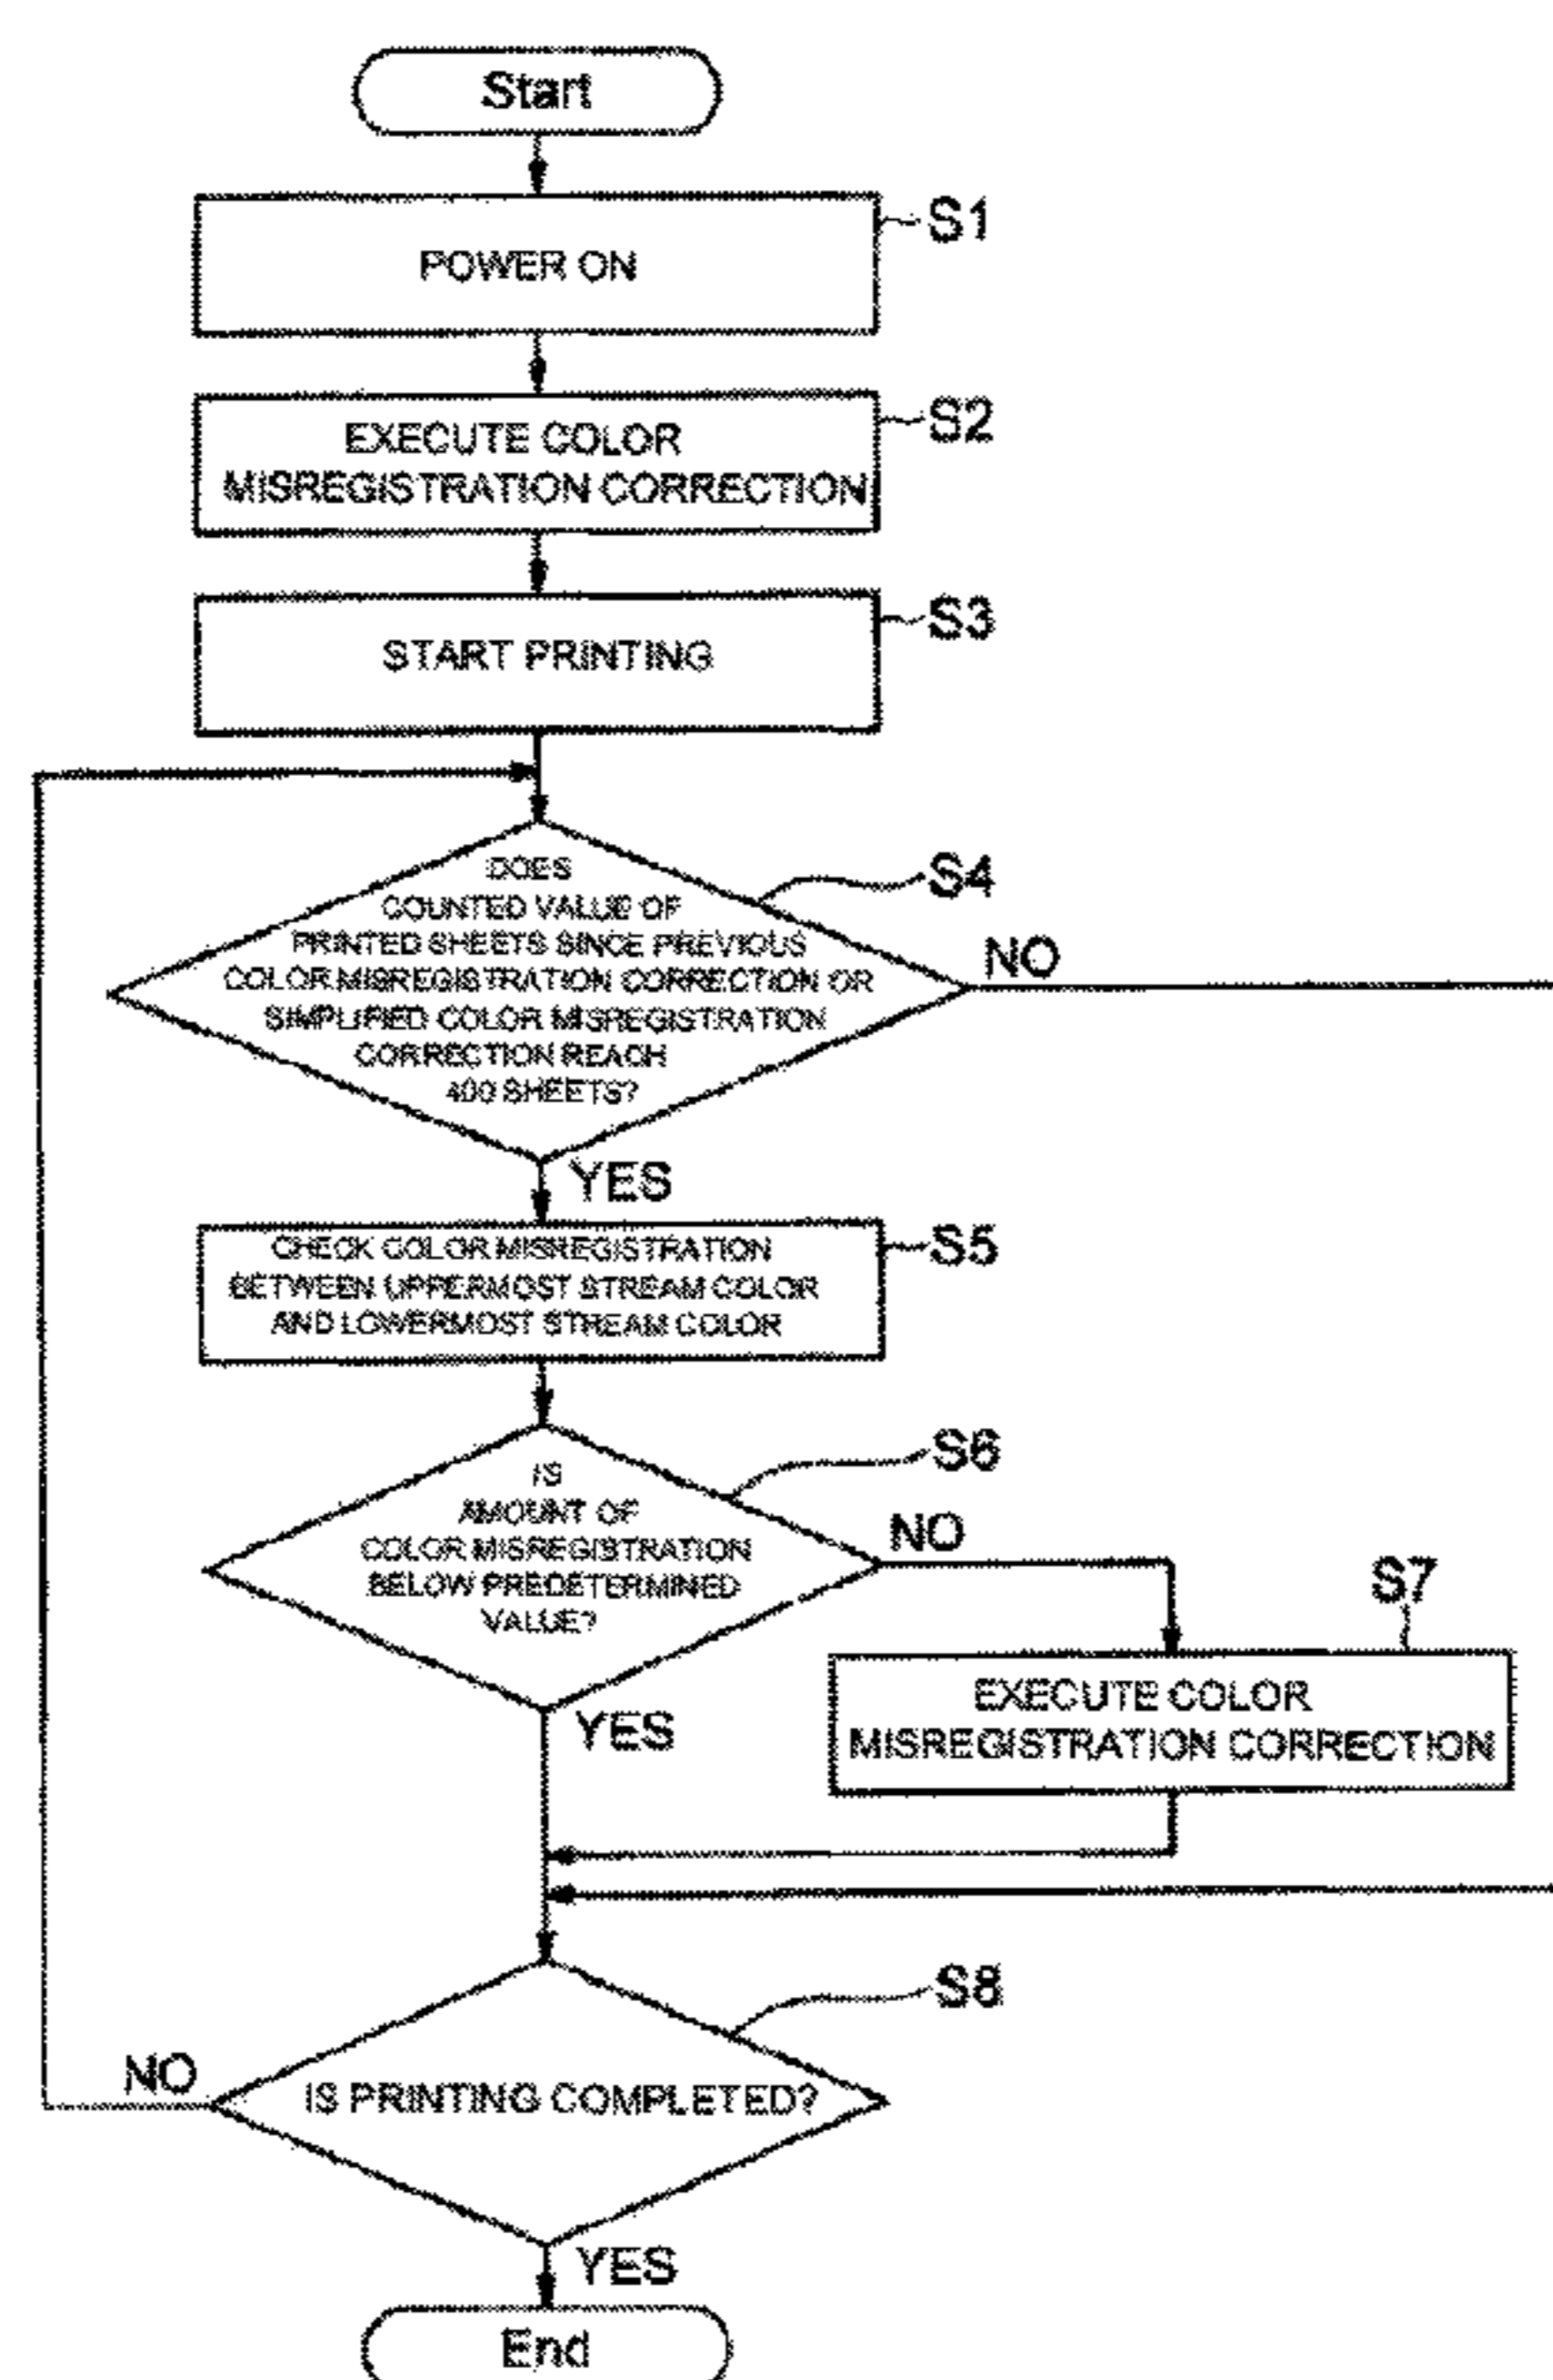 Start
S1
POWER ON
S2
EXECUTE COLOR
MISREGISTRATION CORRECTION
S3
START PRINTING
S4
DOES
COUNTED VALUE OF
PRINTED SHEETS SINCE PREVIOUS
COLOR MISREGISTRATION CORRECTION OR
SIMPLIFIED COLOR MISREGISTRATION
CORRECTION REACH
400 SHEETS?
NO
YES
S5
CHECK COLOR MISREGISTRATION
BETWEEN UPPERMOST STREAM COLOR
AND LOWERMOST STREAM COLOR
S6
IS
AMOUNT OF
COLOR MISREGISTRATION
BELOW PREDETERMINED
VALUE?
NO
S7
EXECUTE COLOR
MISREGISTRATION CORRECTION
YES
S8
NO
IS PRINTING COMPLETED?
YES
End